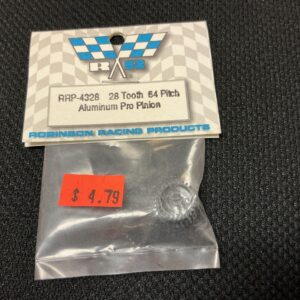 R R
RRP-4328 28 Tooth 64 Pitch
Aluminum Pro Pinion
ROBINSON RACING PRODUCTS
$ 4.79